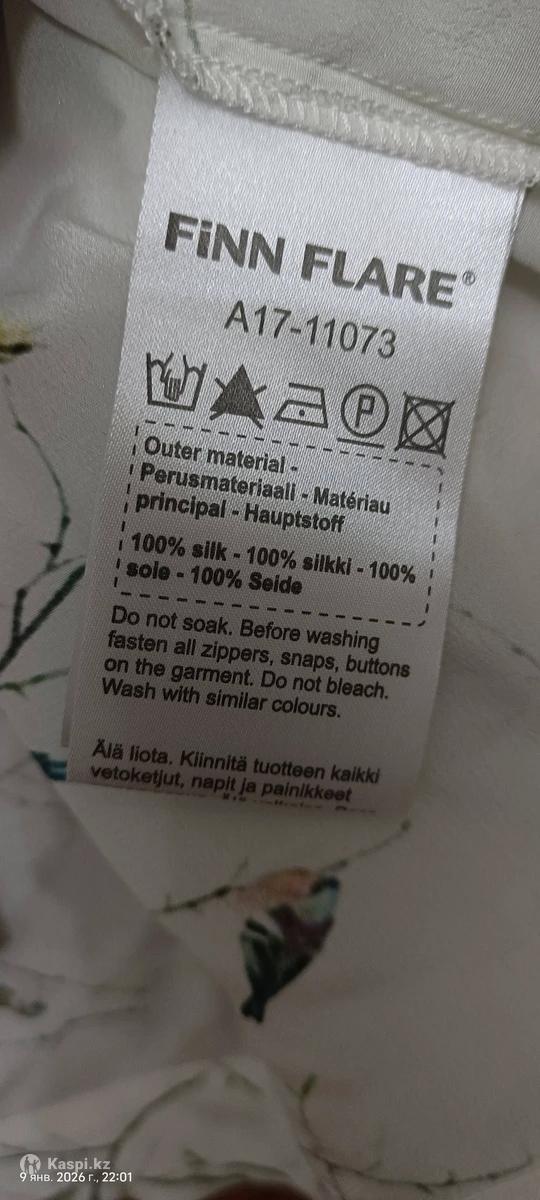 FiNN FLARE®
A17-11073
P
Outer material -
Perusmateriaali - Matériau
principal - Hauptstoff
100% silk - 100% silkki - 100%
soie - 100% Seide
Do not soak. Before washing
fasten all zippers, snaps, buttons
on the garment. Do not bleach.
Wash with similar colours.
Älä liota. Kiinnitä tuotteen kaikki
vetoketjut, napit ja painikkeet
Kaspi.kz
9 янв. 2026 г., 22:01